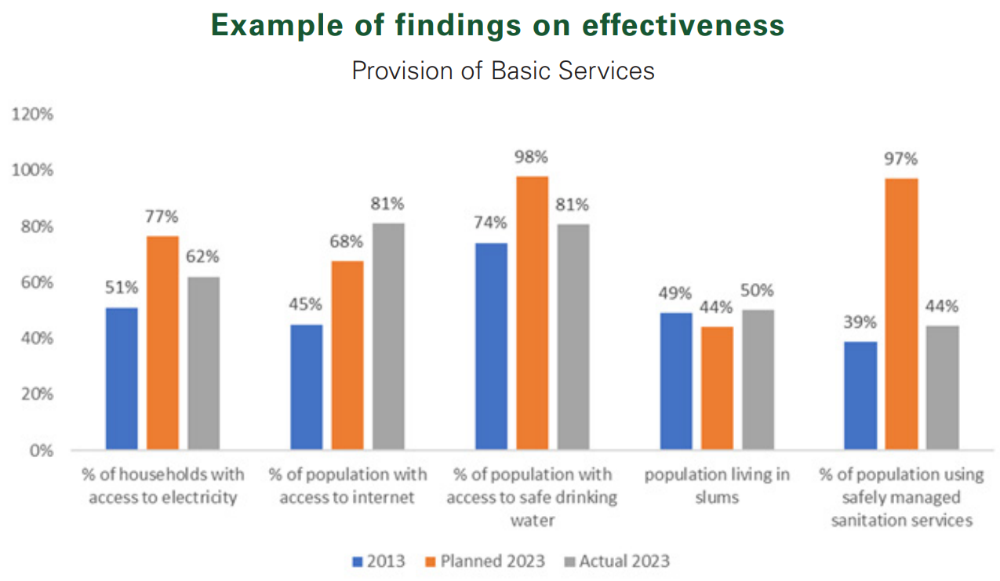 Example of findings on effectiveness
Provision of Basic Services
120%
100%
80%
60%
40%
20%
0%
51%
77%
62%
45%
68%
81%
74%
98%
81%
49%
44%
50%
39%
97%
44%
% of households with
access to electricity
% of population with
access to internet
% of population with
access to safe drinking
water
population living in
slums
% of population using
safely managed
sanitation services
2013
Planned 2023
Actual 2023